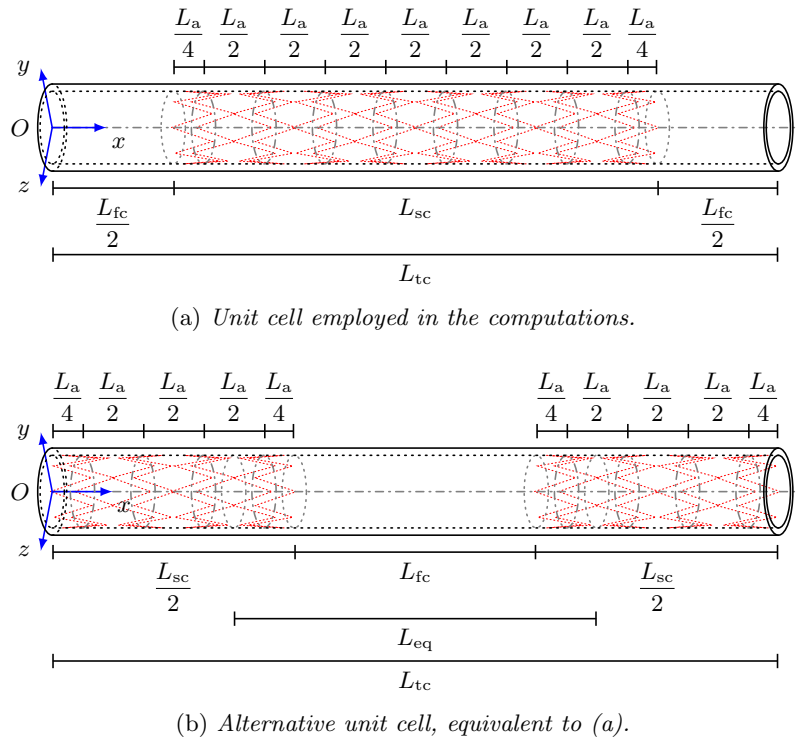 L_a/4 L_a/2 L_a/2 L_a/2 L_a/2 L_a/2 L_a/2 L_a/2 L_a/4
y
O
x
z
L_fc/2 L_sc L_fc/2
L_tc
(a) Unit cell employed in the computations.
L_a/4 L_a/2 L_a/2 L_a/2 L_a/4 L_a/4 L_a/2 L_a/2 L_a/2 L_a/4
y
O
x
z
L_sc/2 L_fc L_sc/2
L_eq
L_tc
(b) Alternative unit cell, equivalent to (a).